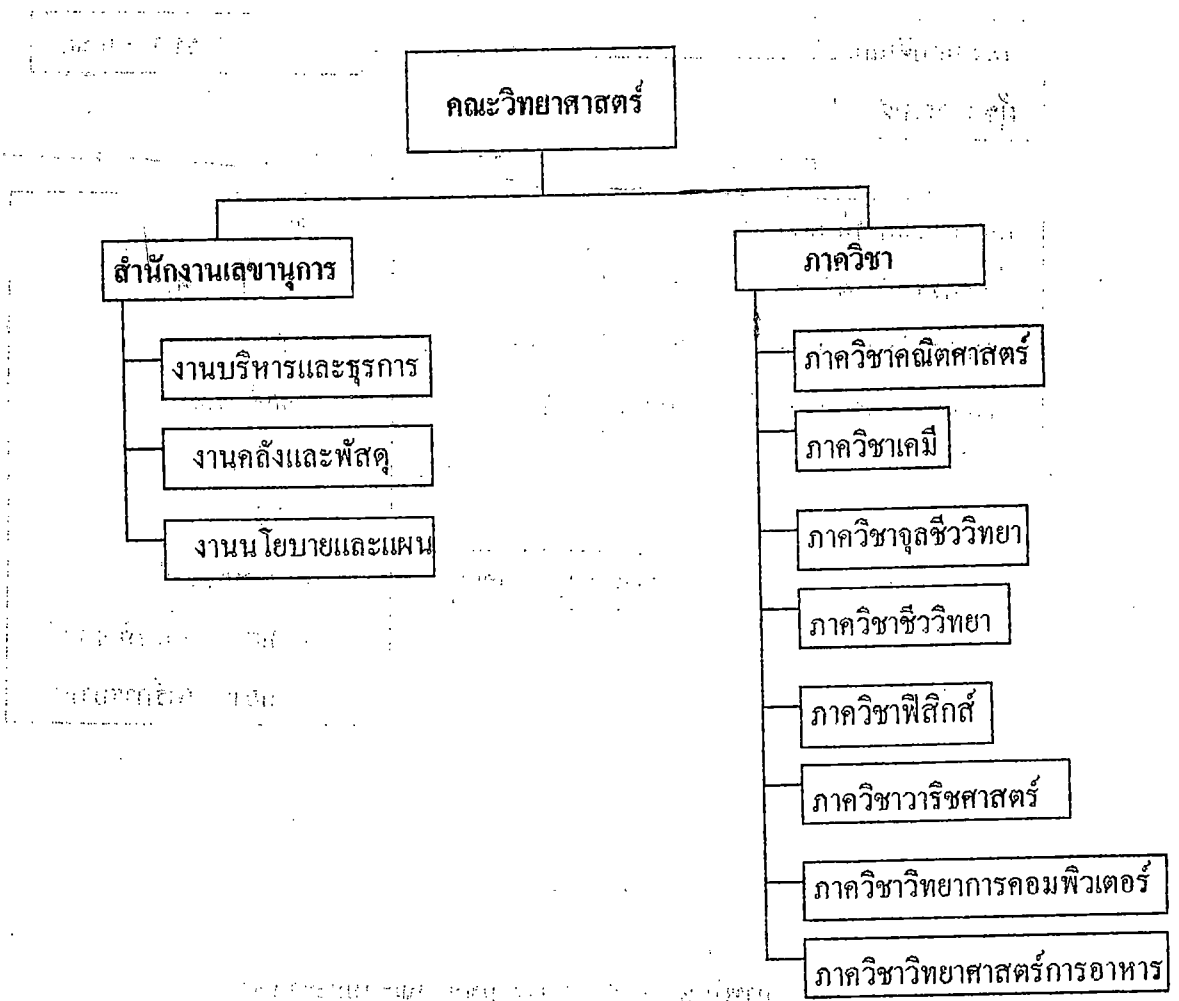 คณะวิทยาศาสตร์
สำนักงานเลขานุการ
งานบริหารและธุรการ
งานคลังและพัสดุ
งานนโยบายและแผน
ภาควิชา
ภาควิชาคณิตศาสตร์
ภาควิชาเคมี
ภาควิชาจุลชีววิทยา
ภาควิชาชีววิทยา
ภาควิชาฟิสิกส์
ภาควิชาวาริชศาสตร์
ภาควิชาวิทยาการคอมพิวเตอร์
ภาควิชาวิทยาศาสตร์การอาหาร